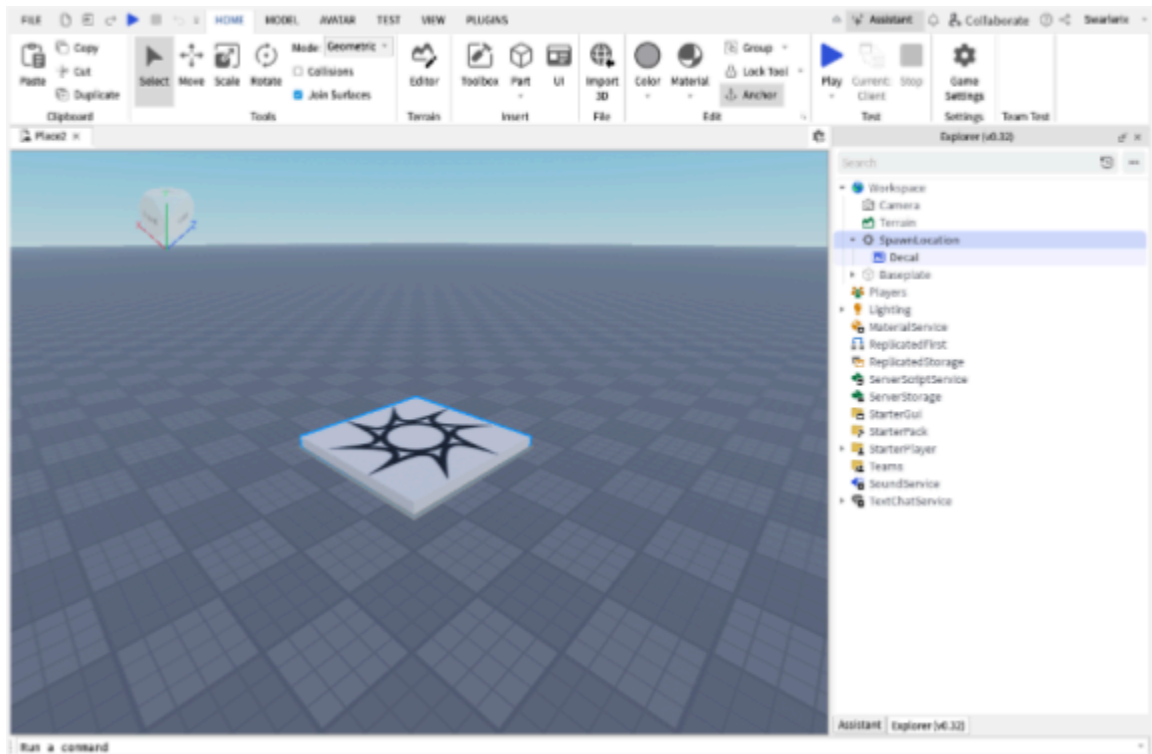 FILE HOME MODEL AVATAR TEST VIEW PLUGINS Assistant Collaborate Swarlerix
Paste Copy Cut Duplicate Clipboard
Select Move Scale Rotate Mode: Geometric Collisions Join Surfaces Tools
Editor Terrain
Toolbox Part UI Insert
Import 3D File
Color Material Group Lock Tool Anchor Edit
Play Current: Client Stop Test
Game Settings Settings Team Test
Place2
Explorer (v0.32)
Search
Workspace
Camera
Terrain
SpawnLocation
Decal
Baseplate
Players
Lighting
MaterialService
ReplicatedFirst
ReplicatedStorage
ServerScriptService
ServerStorage
StarterGui
StarterPack
StarterPlayer
Teams
SoundService
TextChatService
Assistant Explorer (v0.32)
Run a command